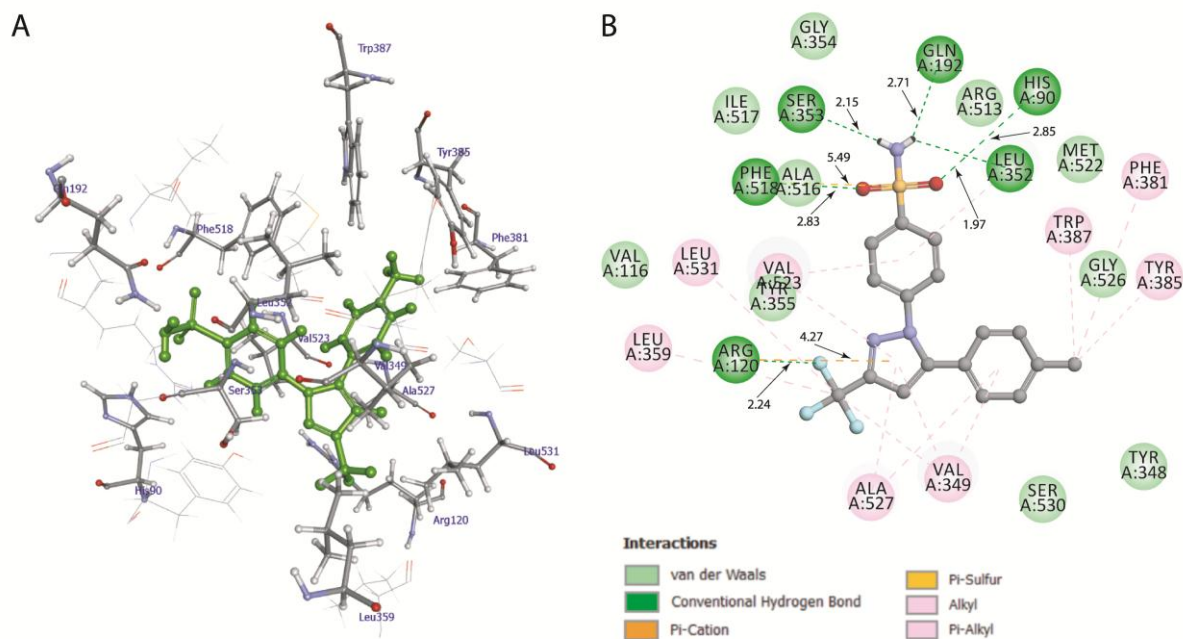 A
Trp387
Tyr385
Phe518
Phe381
Val523
Val349
Ala527
Leu531
His90
Arg120
Leu359
B
GLY
A:354
GLN
A:192
SER
A:353
ILE
A:517
ARG
A:513
HIS
A:90
2.71
2.15
2.85
5.49
PHE
A:518
ALA
A:516
LEU
A:352
MET
A:522
PHE
A:381
2.83
1.97
TRP
A:387
VAL
A:116
LEU
A:531
VAL
A:523
TYR
A:355
GLY
A:526
TYR
A:385
LEU
A:359
ARG
A:120
4.27
2.24
ALA
A:527
VAL
A:349
SER
A:530
TYR
A:348
Interactions
van der Waals
Conventional Hydrogen Bond
Pi-Cation
Pi-Sulfur
Alkyl
Pi-Alkyl